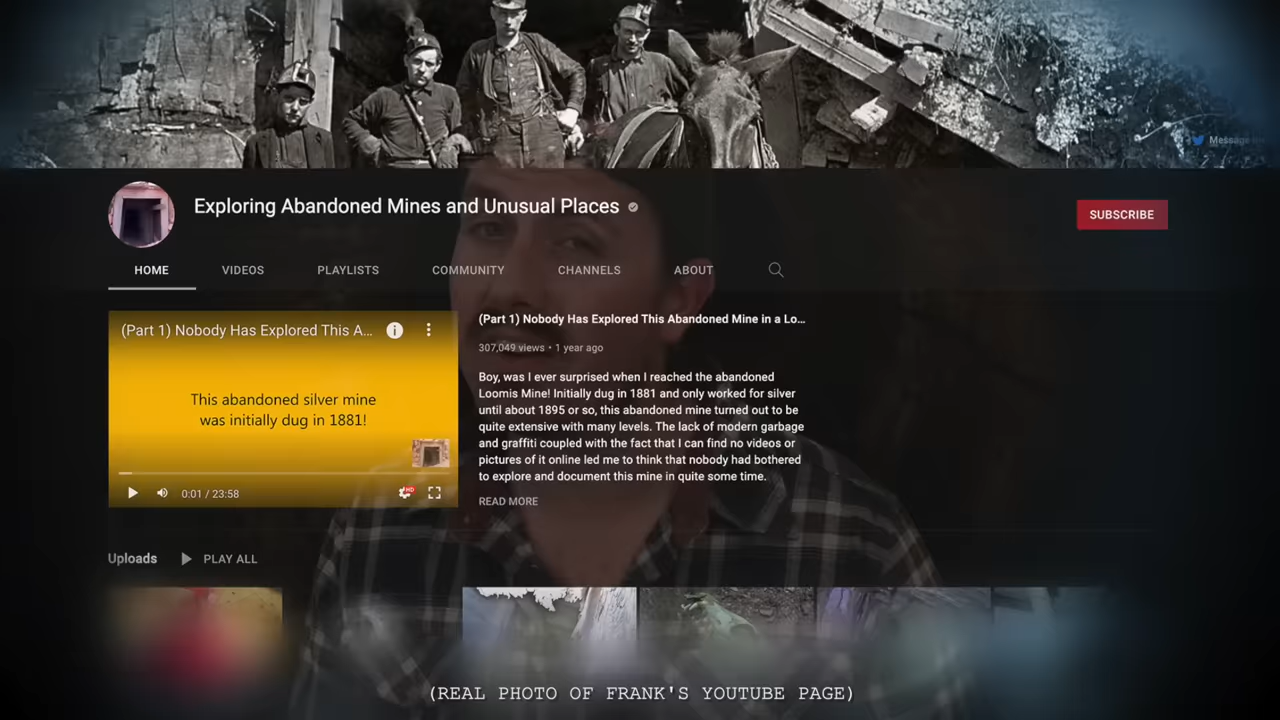 Message
Exploring Abandoned Mines and Unusual Places
SUBSCRIBE
HOME VIDEOS PLAYLISTS COMMUNITY CHANNELS ABOUT
(Part 1) Nobody Has Explored This A...
This abandoned silver mine
was initially dug in 1881!
0:01 / 23:58
HD
(Part 1) Nobody Has Explored This Abandoned Mine in a Lo...
307,049 views • 1 year ago
Boy, was I ever surprised when I reached the abandoned
Loomis Mine! Initially dug in 1881 and only worked for silver
until about 1895 or so, this abandoned mine turned out to be
quite extensive with many levels. The lack of modern garbage
and graffiti coupled with the fact that I can find no videos or
pictures of it online led me to think that nobody had bothered
to explore and document this mine in quite some time.
READ MORE
Uploads PLAY ALL
(REAL PHOTO OF FRANK'S YOUTUBE PAGE)